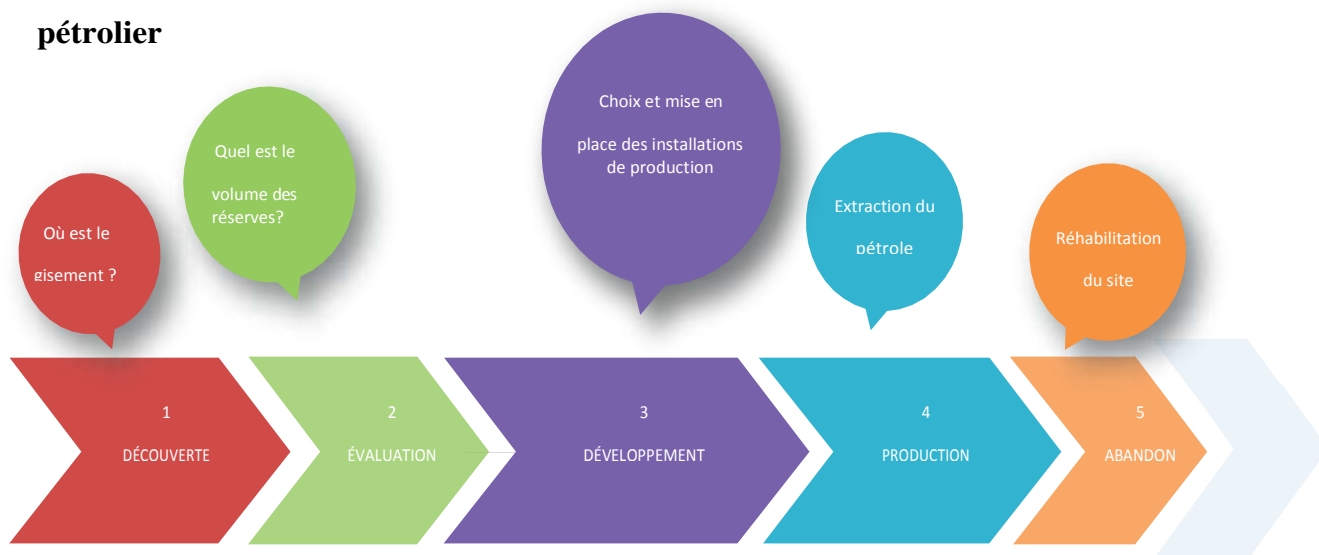 pétrolier
Où est le
gisement ?
Quel est le
volume des
réserves?
Choix et mise en
place des installations
de production
Extraction du
pétrole
Réhabilitation
du site
1
DÉCOUVERTE
2
ÉVALUATION
3
DÉVELOPPEMENT
4
PRODUCTION
5
ABANDON